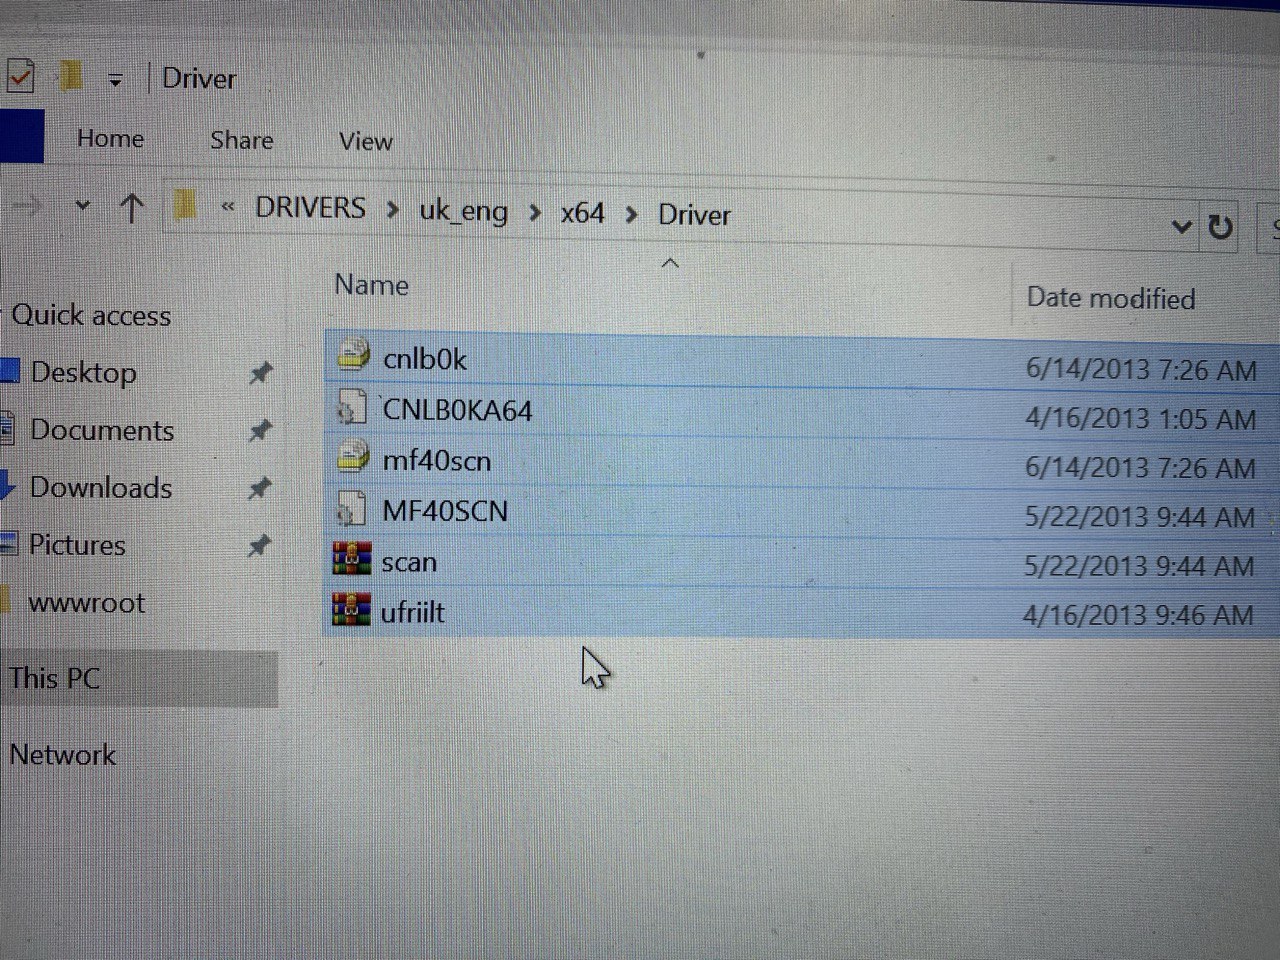 Driver
Home Share View
« DRIVERS > uk_eng > x64 > Driver
Name Date modified
Quick access
Desktop
Documents
Downloads
Pictures
wwwroot
This PC
Network
cnlb0k 6/14/2013 7:26 AM
CNLB0KA64 4/16/2013 1:05 AM
mf40scn 6/14/2013 7:26 AM
MF40SCN 5/22/2013 9:44 AM
scan 5/22/2013 9:44 AM
ufriilt 4/16/2013 9:46 AM